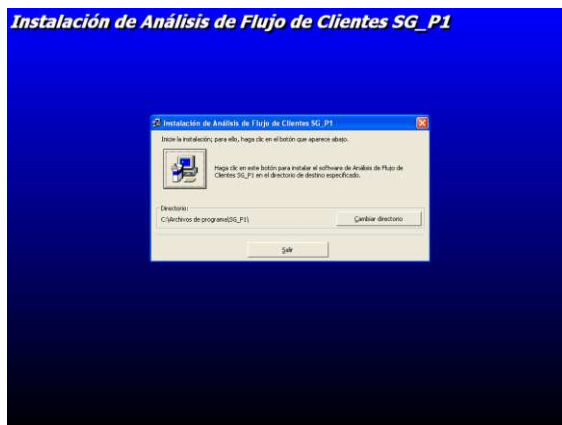 Instalación de Análisis de Flujo de Clientes SG_P1
Instalación de Análisis de Flujo de Clientes SG_P1
Inicie la instalación; para ello, haga clic en el botón que aparece abajo.
Haga clic en este botón para instalar el software de Análisis de Flujo de
Clientes SG_P1 en el directorio de destino especificado.
Directorio:
C:\Archivos de programa\SG_P1\
Cambiar directorio
Salir